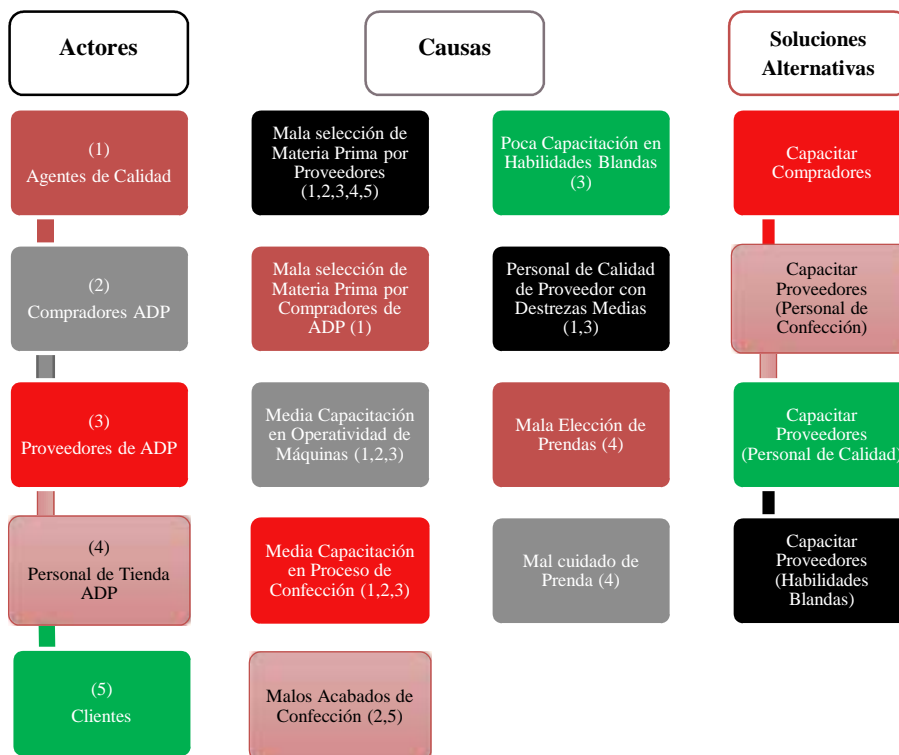 Actores
Causas
Soluciones
Alternativas
(1)
Agentes de Calidad
(2)
Compradores ADP
(3)
Proveedores de ADP
(4)
Personal de Tienda
ADP
(5)
Clientes
Mala selección de
Materia Prima por
Proveedores
(1,2,3,4,5)
Mala selección de
Materia Prima por
Compradores de
ADP (1)
Media Capacitación
en Operatividad de
Máquinas (1,2,3)
Media Capacitación
en Proceso de
Confección (1,2,3)
Malos Acabados de
Confección (2,5)
Poca Capacitación en
Habilidades Blandas
(3)
Personal de Calidad
de Proveedor con
Destrezas Medias
(1,3)
Mala Elección de
Prendas (4)
Mal cuidado de
Prenda (4)
Capacitar
Compradores
Capacitar
Proveedores
(Personal de
Confección)
Capacitar
Proveedores
(Personal de Calidad)
Capacitar
Proveedores
(Habilidades
Blandas)